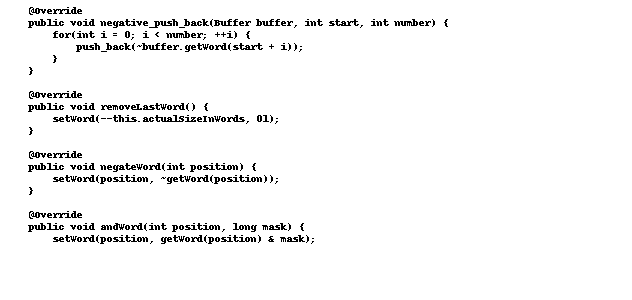 @Override
public void negative_push_back(Buffer buffer, int start, int number) {
for(int i = 0; i < number; ++i) {
push_back(~buffer.getWord(start + i));
}
}
@Override
public void removeLastWord() {
setWord(--this.actualSizeInWords, 0l);
}
@Override
public void negateWord(int position) {
setWord(position, ~getWord(position));
}
@Override
public void andWord(int position, long mask) {
setWord(position, getWord(position) & mask);